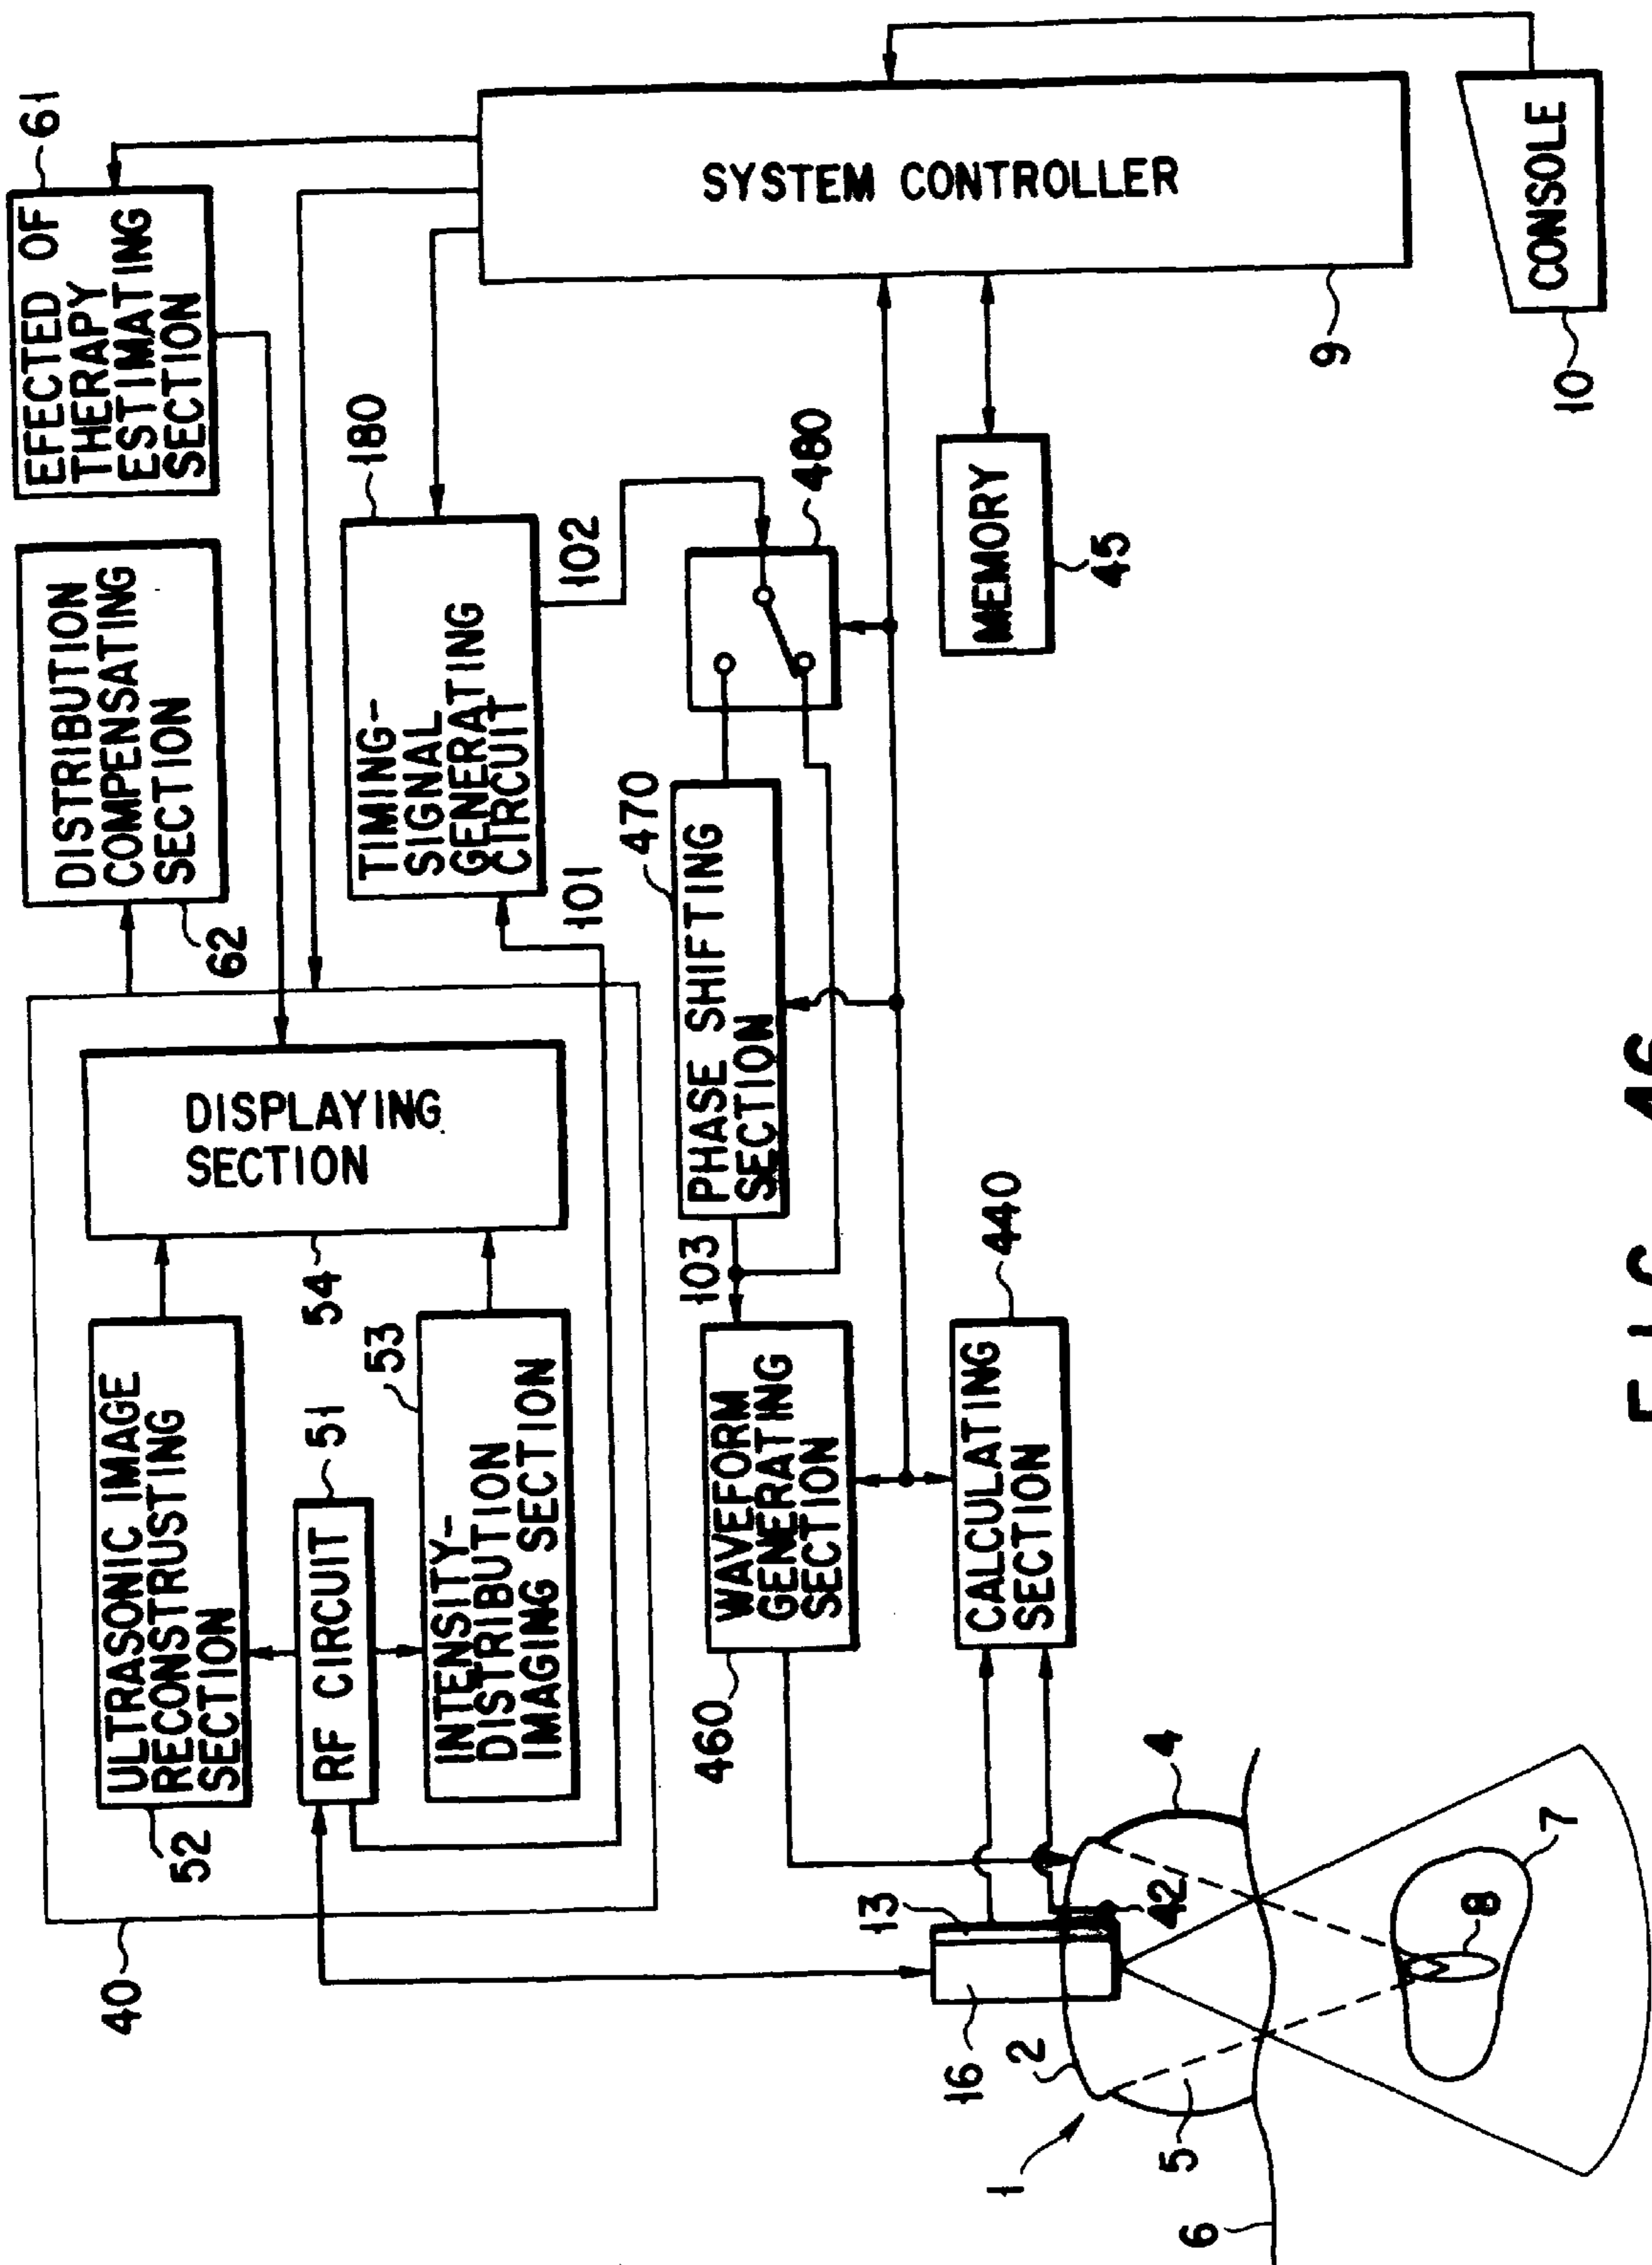 40
ULTRASONIC IMAGE
RECONSTRUSTING
SECTION
52
RF CIRCUIT
51
INTENSITY-
DISTRIBUTION
IMAGING SECTION
53
DISPLAYING
SECTION
54
DISTRIBUTION
COMPENSATING
SECTION
62
EFECTED OF
THERAPY
ESTIMATING
SECTION
61
TIMING-
SIGNAL
GENERATING
CIRCUIT
180
101
102
WAVEFORM
GENERATING
SECTION
460
103
PHASE SHIFTING
SECTION
470
480
CALCULATING
SECTION
440
MEMORY
45
SYSTEM CONTROLLER
9
CONSOLE
10
16
13
42
2
1
4
5
6
7
8
FIG. 46